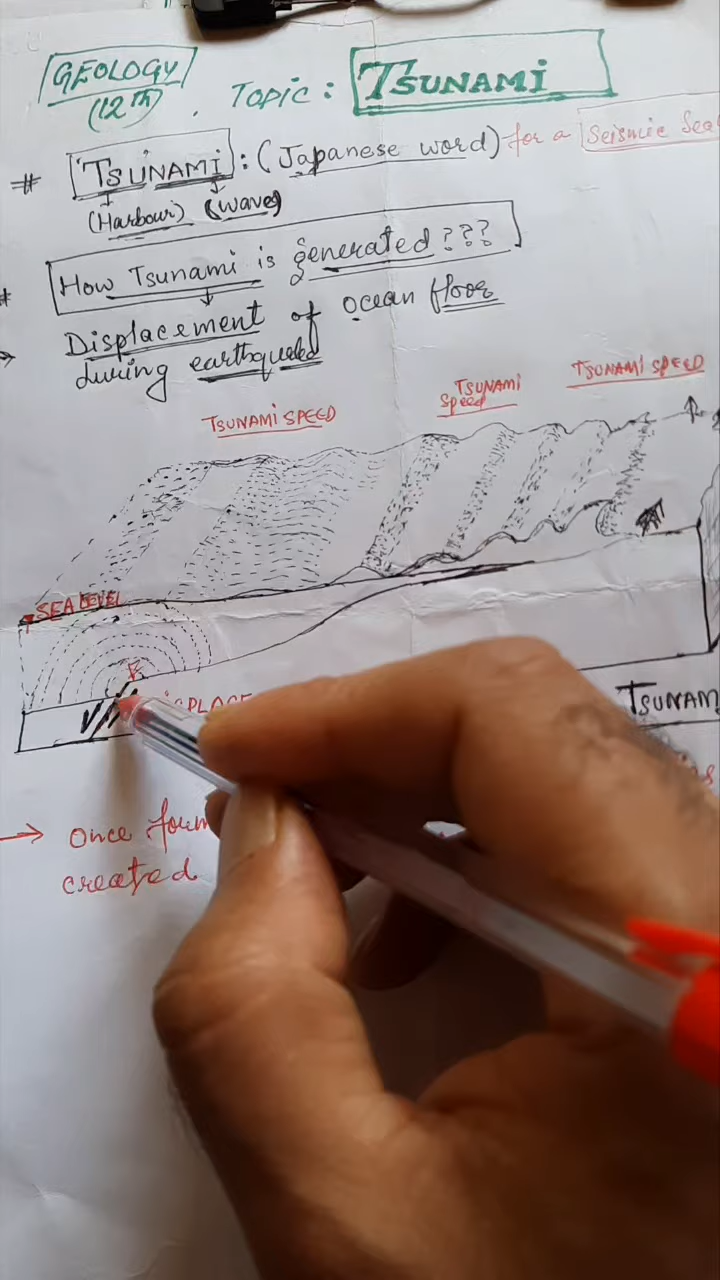 GEOLOGY
(12TH) . TOPIC : TSUNAMI
# TSUNAMI : (Japanese word) for a Seismic Sea
(Harbour) (Wave)
# How Tsunami is generated ???
→ Displacement of ocean floor
during earthquake
TSUNAMI SPEED
TSUNAMI
Speed
TSUNAMI SPEED
SEA LEVEL
TSUNAM
→ Once
created